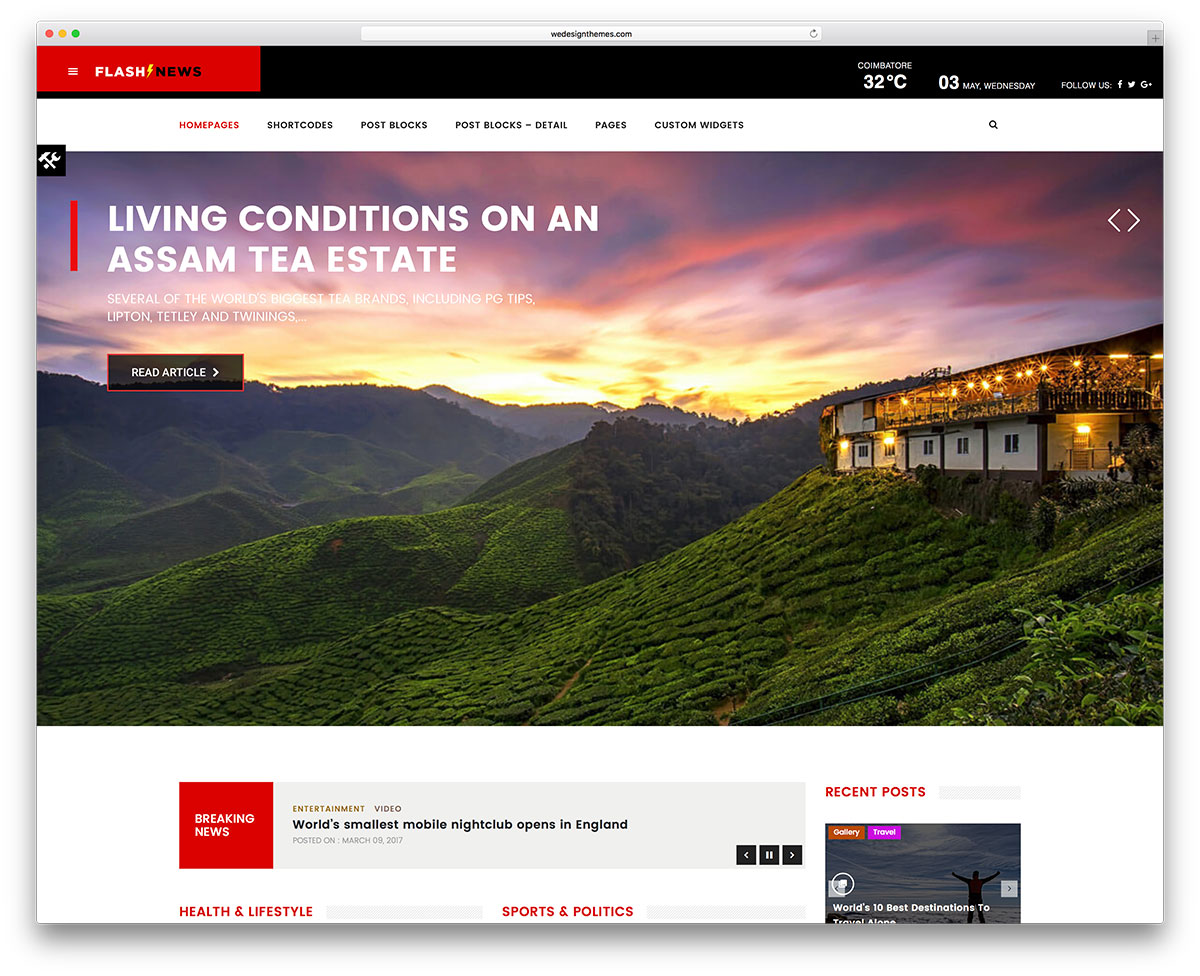 wedesignthemes.com
FLASH NEWS
COIMBATORE
32°C
03 MAY, WEDNESDAY
FOLLOW US:
HOMEPAGES SHORTCODES POST BLOCKS POST BLOCKS – DETAIL PAGES CUSTOM WIDGETS
LIVING CONDITIONS ON AN
ASSAM TEA ESTATE
SEVERAL OF THE WORLD'S BIGGEST TEA BRANDS, INCLUDING PG TIPS,
LIPTON, TETLEY AND TWININGS,...
READ ARTICLE
BREAKING
NEWS
ENTERTAINMENT VIDEO
World's smallest mobile nightclub opens in England
POSTED ON : MARCH 09, 2017
RECENT POSTS
Gallery Travel
World's 10 Best Destinations To
Travel Alone
HEALTH & LIFESTYLE
SPORTS & POLITICS